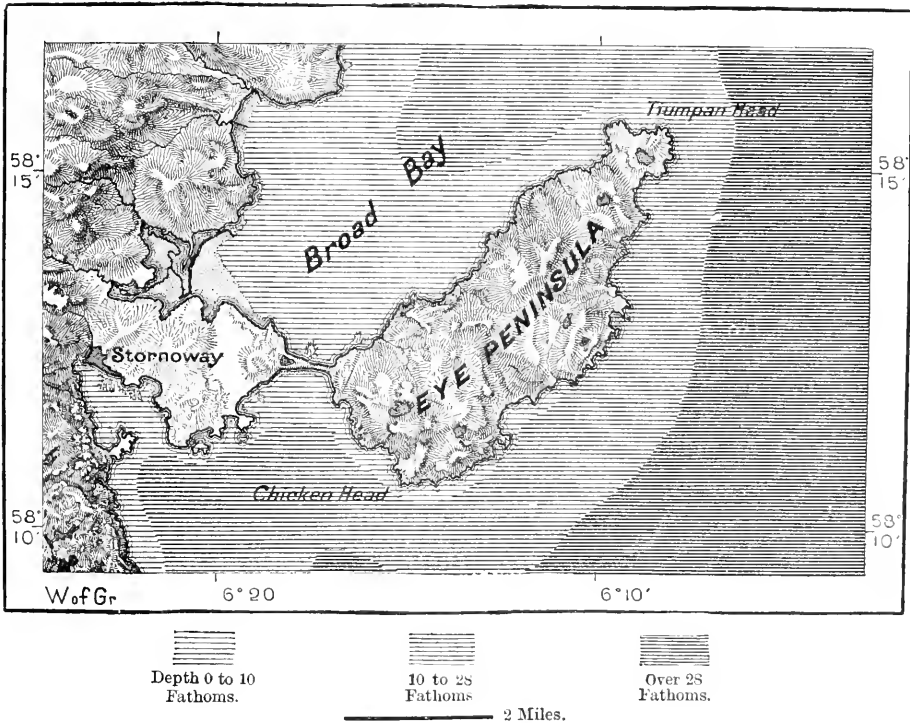 Tiumpan Head
58°
15'
58°
15'
Broad Bay
EYE PENINSULA
Stornoway
Chicken Head
58°
10'
58°
10'
W of Gr
6° 20
6° 10'
Depth 0 to 10
Fathoms.
10 to 28
Fathoms
Over 28
Fathoms.
2 Miles.